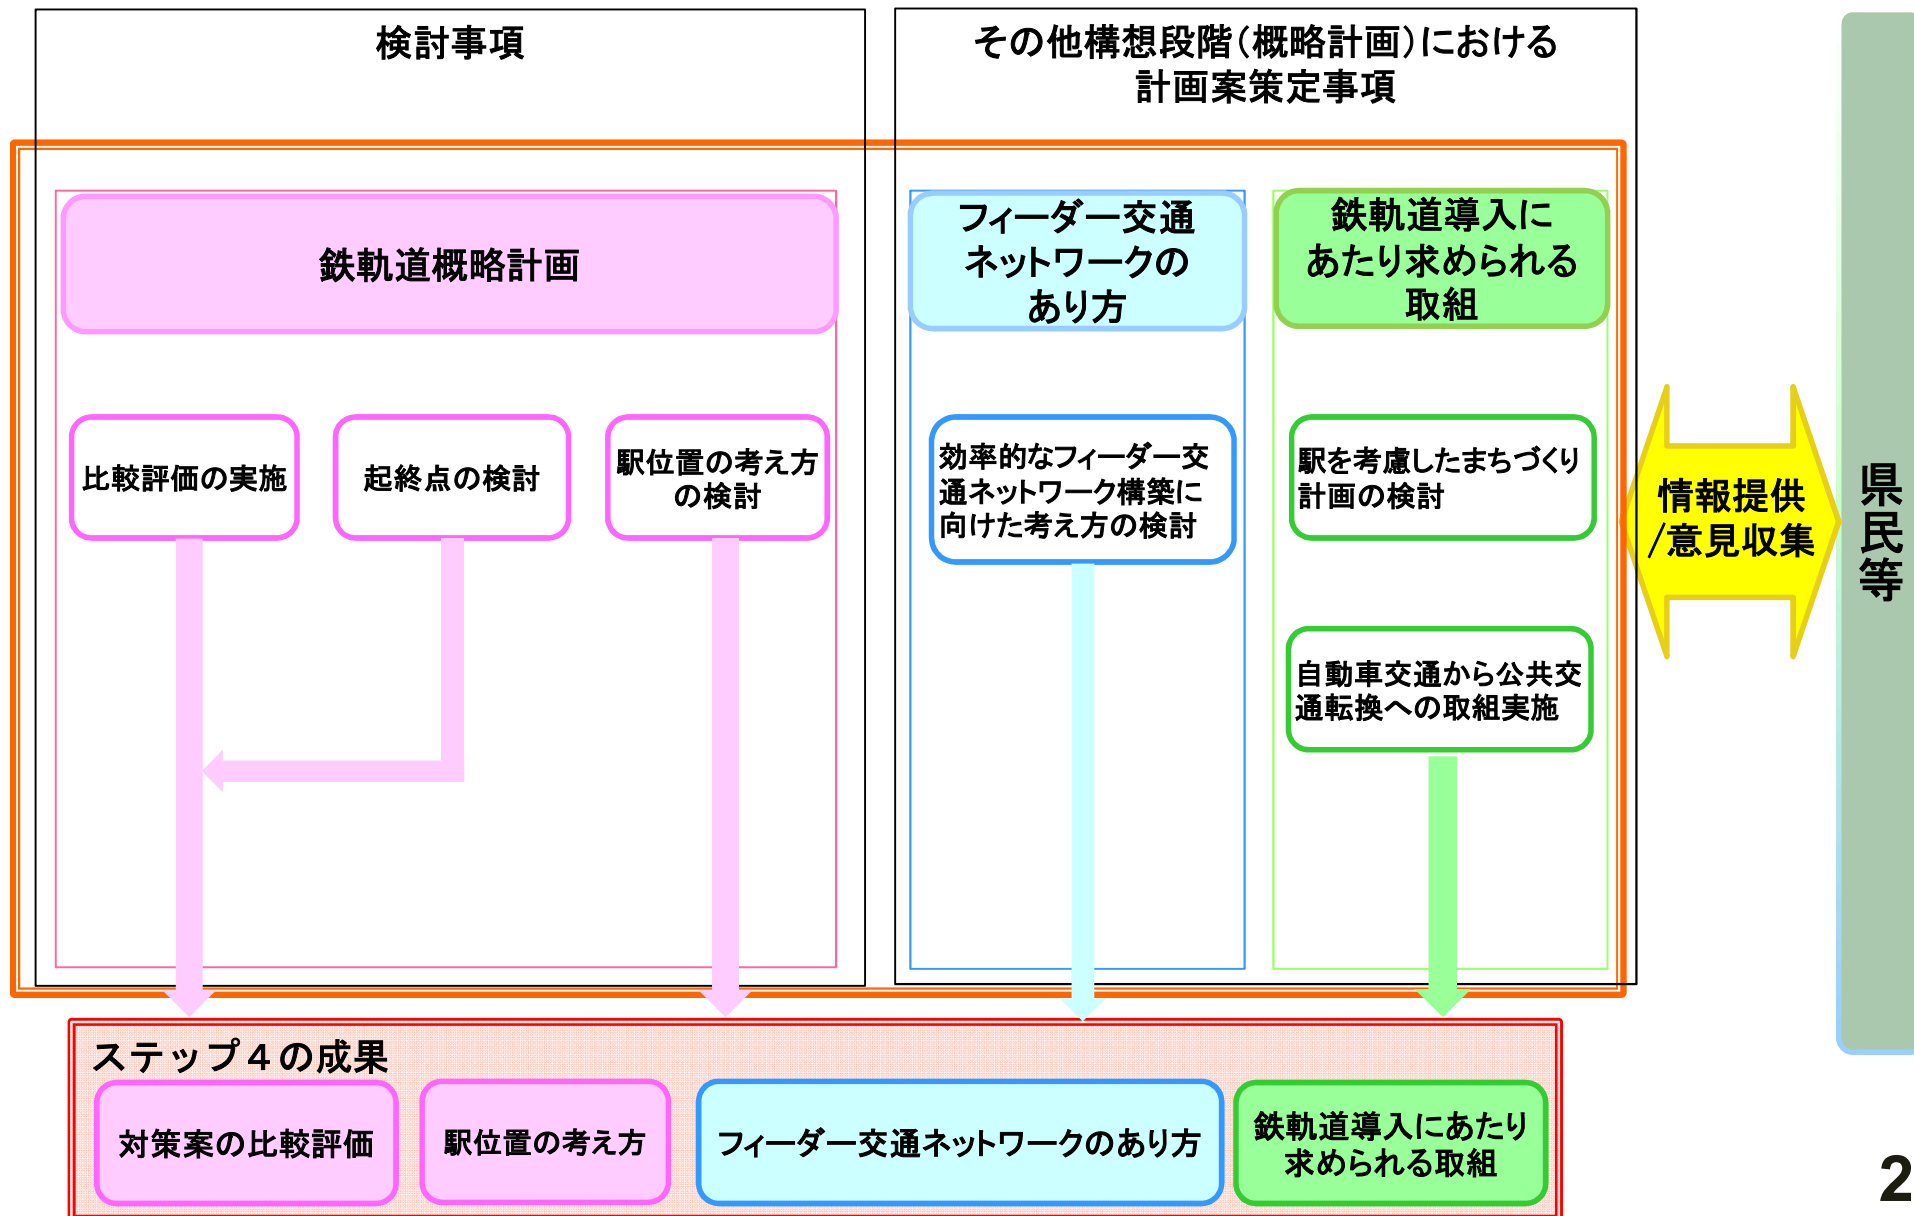 検討事項
その他構想段階(概略計画)における
計画案策定事項
鉄軌道概略計画
フィーダー交通
ネットワークの
あり方
鉄軌道導入に
あたり求められる
取組
比較評価の実施
起終点の検討
駅位置の考え方
の検討
効率的なフィーダー交
通ネットワーク構築に
向けた考え方の検討
駅を考慮したまちづくり
計画の検討
自動車交通から公共交
通転換への取組実施
情報提供
/意見収集
県民等
ステップ4の成果
対策案の比較評価
駅位置の考え方
フィーダー交通ネットワークのあり方
鉄軌道導入にあたり
求められる取組
2